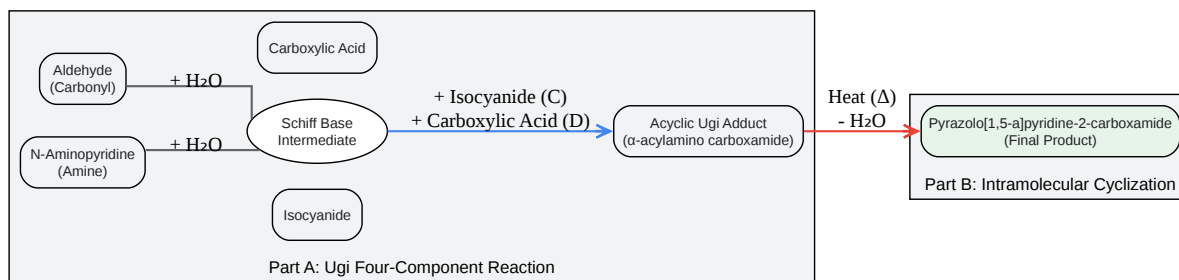 Carboxylic Acid
Aldehyde
(Carbonyl)
+ H₂O
N-Aminopyridine
(Amine)
+ H₂O
Schiff Base
Intermediate
Isocyanide
+ Isocyanide (C)
+ Carboxylic Acid (D)
Acyclic Ugi Adduct
(α-acylamino carboxamide)
Part A: Ugi Four-Component Reaction
Heat (Δ)
- H₂O
Pyrazolo[1,5-a]pyridine-2-carboxamide
(Final Product)
Part B: Intramolecular Cyclization